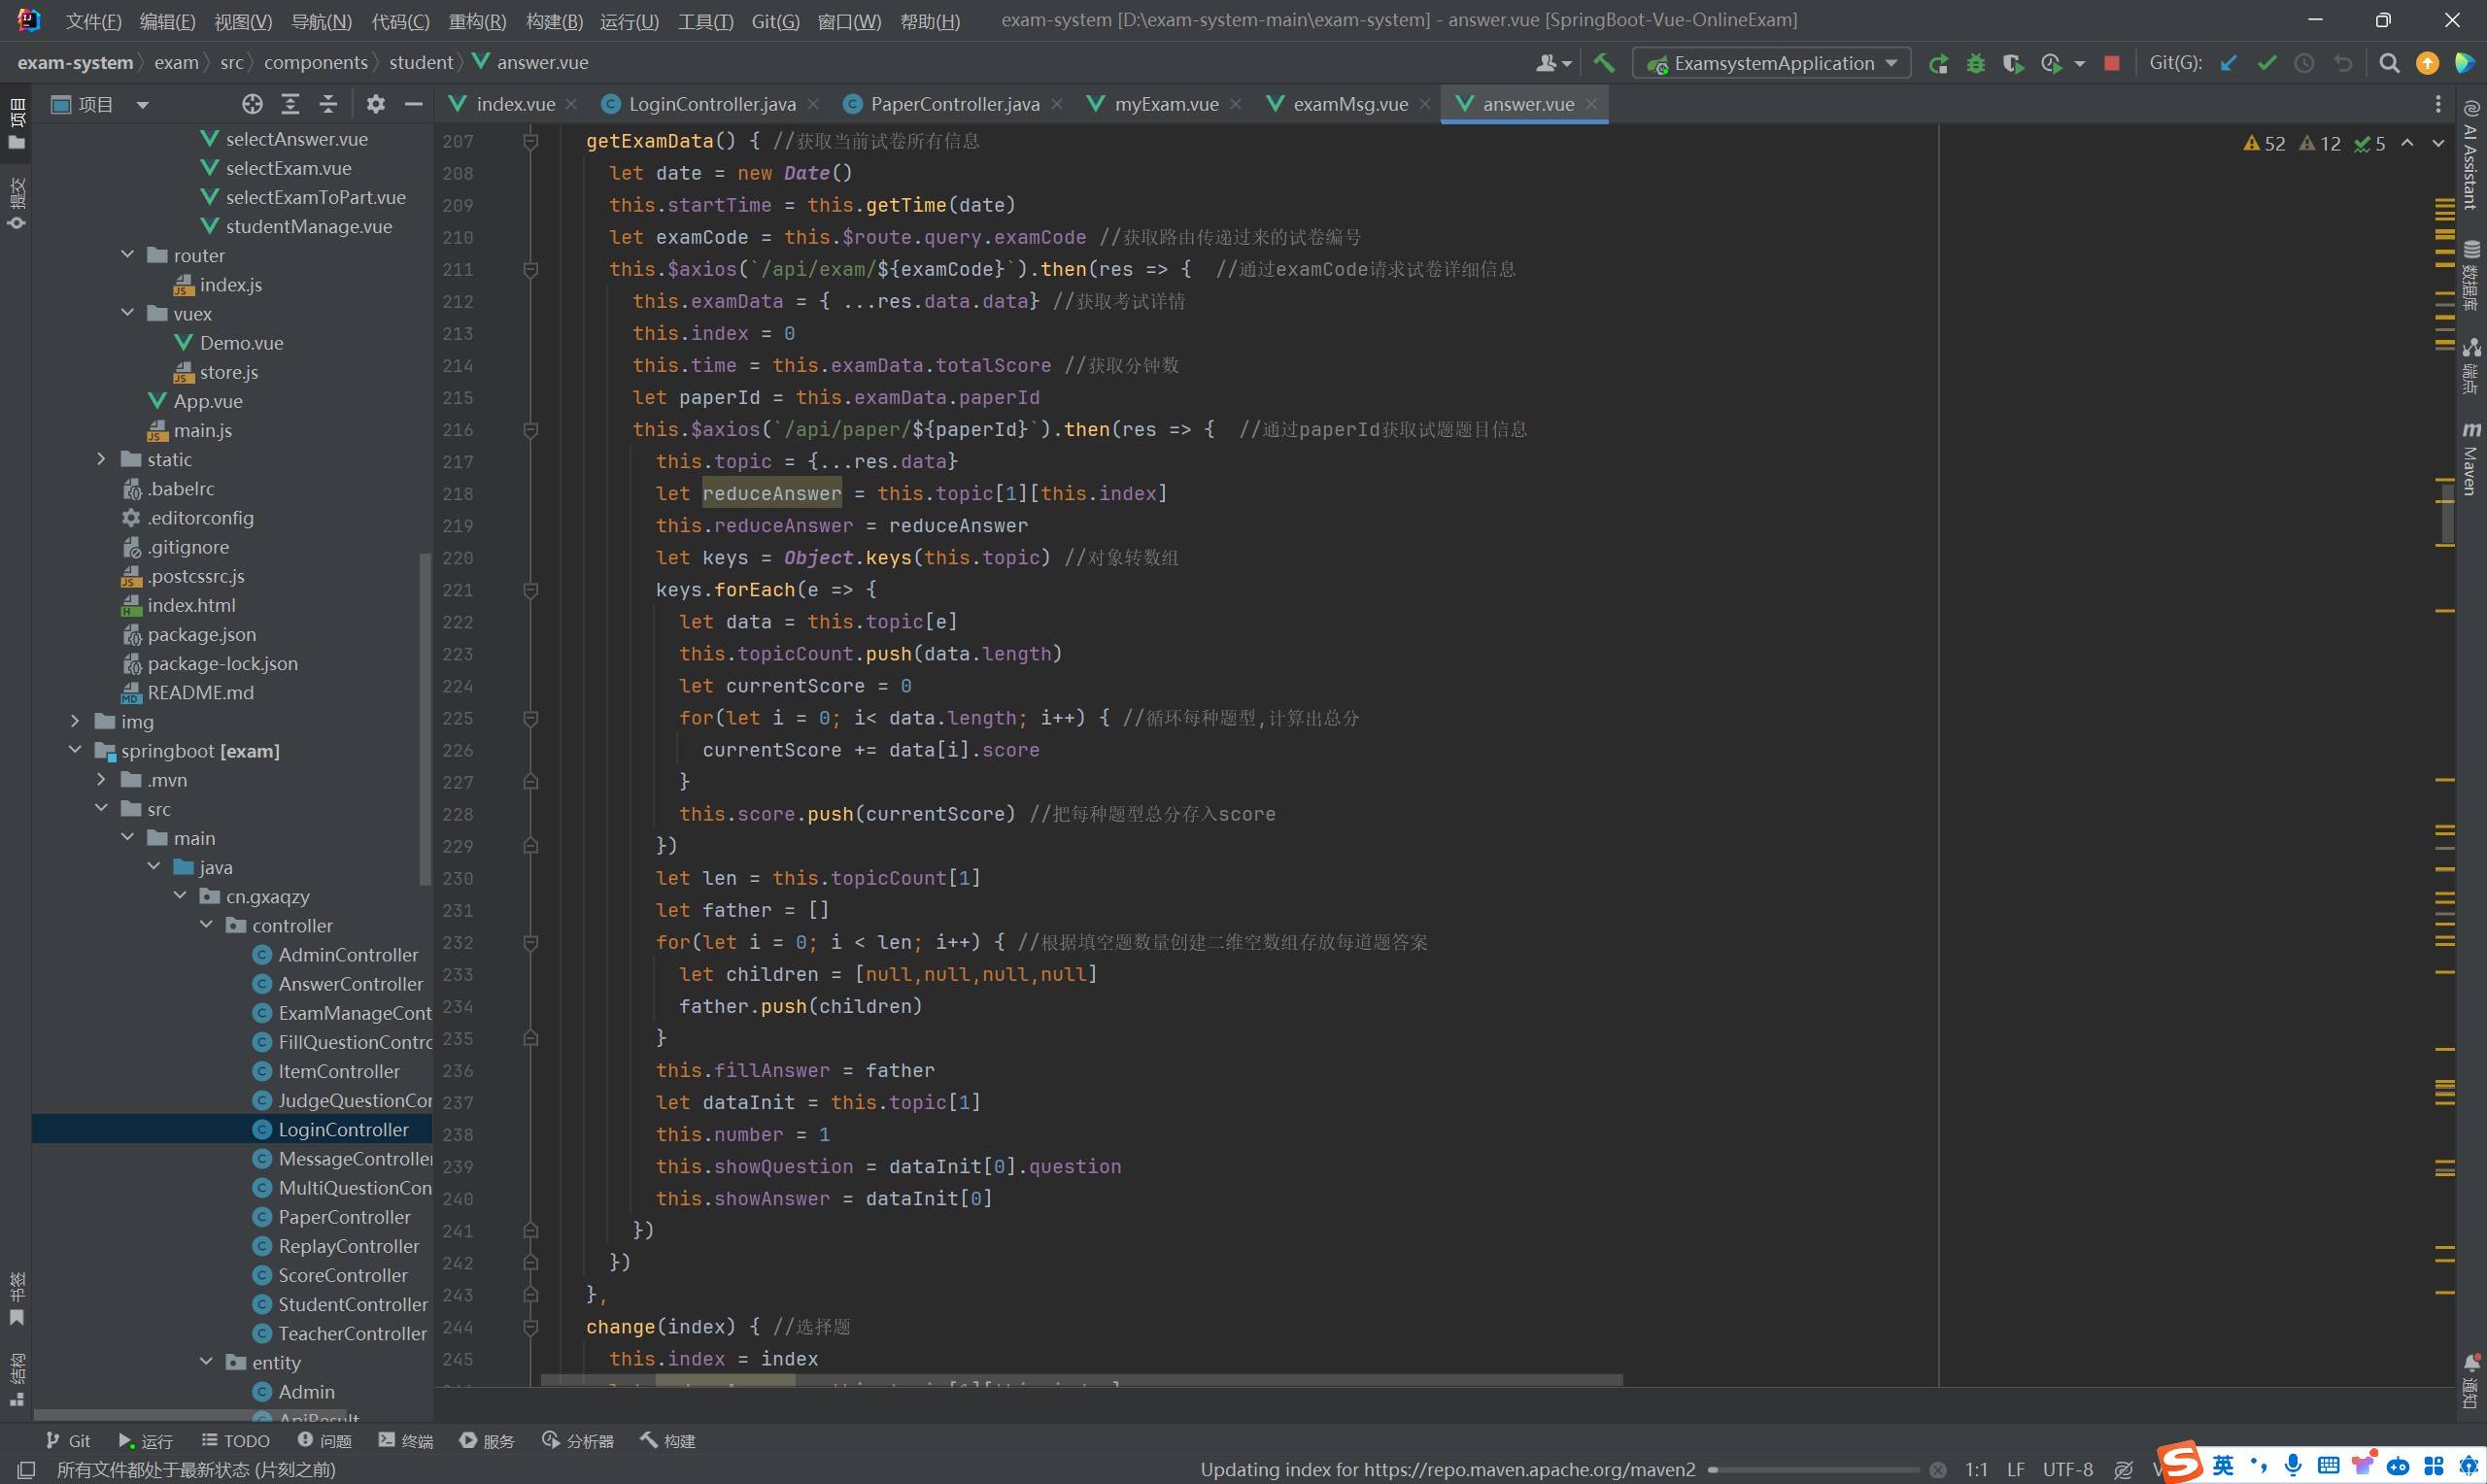 文件(F) 编辑(E) 视图(V) 导航(N) 代码(C) 重构(R) 构建(B) 运行(U) 工具(T) Git(G) 窗口(W) 帮助(H) exam-system [D:\exam-system-main\exam-system] - answer.vue [SpringBoot-Vue-OnlineExam]
exam-system exam src components student answer.vue ExamsystemApplication Git(G):
项目 index.vue LoginController.java PaperController.java myExam.vue examMsg.vue answer.vue
项目
提交
selectAnswer.vue
selectExam.vue
selectExamToPart.vue
studentManage.vue
router
index.js
vuex
Demo.vue
store.js
App.vue
main.js
static
.babelrc
.editorconfig
.gitignore
.postcssrc.js
index.html
package.json
package-lock.json
README.md
img
springboot [exam]
.mvn
src
main
java
cn.gxaqzy
controller
AdminController
AnswerController
ExamManageCont
FillQuestionContro
ItemController
JudgeQuestionCor
LoginController
MessageController
MultiQuestionCon
PaperController
ReplayController
ScoreController
StudentController
TeacherController
entity
Admin
ApiResult
书签
结构
52 12 5
207 getExamData() { //获取当前试卷所有信息
208 let date = new Date()
209 this.startTime = this.getTime(date)
210 let examCode = this.$route.query.examCode //获取路由传递过来的试卷编号
211 this.$axios(`/api/exam/${examCode}`).then(res => {  //通过examCode请求试卷详细信息
212 this.examData = { ...res.data.data} //获取考试详情
213 this.index = 0
214 this.time = this.examData.totalScore //获取分钟数
215 let paperId = this.examData.paperId
216 this.$axios(`/api/paper/${paperId}`).then(res => {  //通过paperId获取试题题目信息
217 this.topic = {...res.data}
218 let reduceAnswer = this.topic[1][this.index]
219 this.reduceAnswer = reduceAnswer
220 let keys = Object.keys(this.topic) //对象转数组
221 keys.forEach(e => {
222 let data = this.topic[e]
223 this.topicCount.push(data.length)
224 let currentScore = 0
225 for(let i = 0; i< data.length; i++) { //循环每种题型,计算出总分
226 currentScore += data[i].score
227 }
228 this.score.push(currentScore) //把每种题型总分存入score
229 })
230 let len = this.topicCount[1]
231 let father = []
232 for(let i = 0; i < len; i++) { //根据填空题数量创建二维空数组存放每道题答案
233 let children = [null,null,null,null]
234 father.push(children)
235 }
236 this.fillAnswer = father
237 let dataInit = this.topic[1]
238 this.number = 1
239 this.showQuestion = dataInit[0].question
240 this.showAnswer = dataInit[0]
241 })
242 })
243 },
244 change(index) { //选择题
245 this.index = index
AI Assistant
数据库
端点
Maven
通知
Git 运行 TODO 问题 终端 服务 分析器 构建
所有文件都处于最新状态 (片刻之前) Updating index for https://repo.maven.apache.org/maven2 1:1 LF UTF-8 英